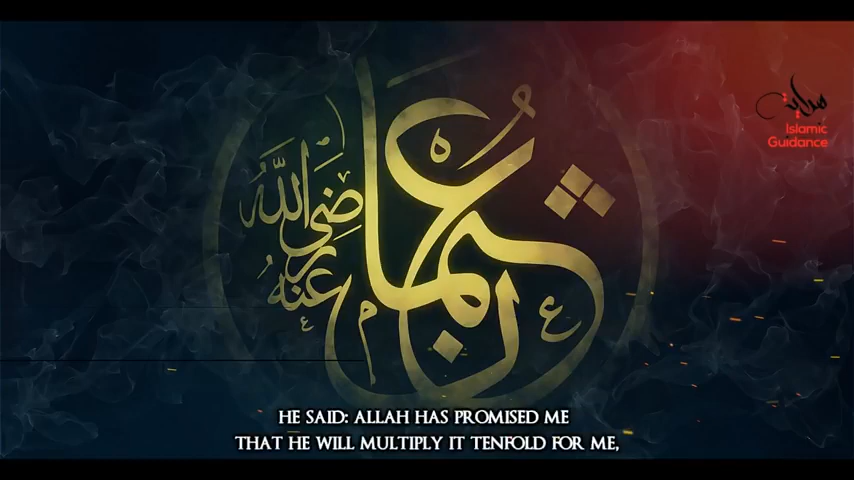 عثمان
رضي الله عنه
هداية
Islamic
Guidance
HE SAID: ALLAH HAS PROMISED ME
THAT HE WILL MULTIPLY IT TENFOLD FOR ME,